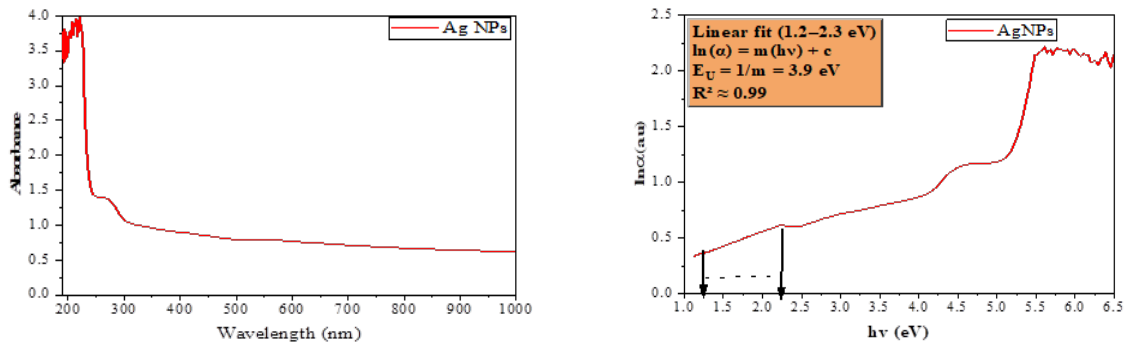 4.0
3.5
3.0
2.5
2.0
1.5
1.0
0.5
0.0
Absorbance
Ag NPs
200 300 400 500 600 700 800 900 1000
Wavelength (nm)
2.5
2.0
1.5
1.0
0.5
0.0
lnα(au)
Linear fit (1.2–2.3 eV)
ln(α) = m(hν) + c
E_U = 1/m = 3.9 eV
R² ≈ 0.99
AgNPs
1.0 1.5 2.0 2.5 3.0 3.5 4.0 4.5 5.0 5.5 6.0 6.5
hν (eV)